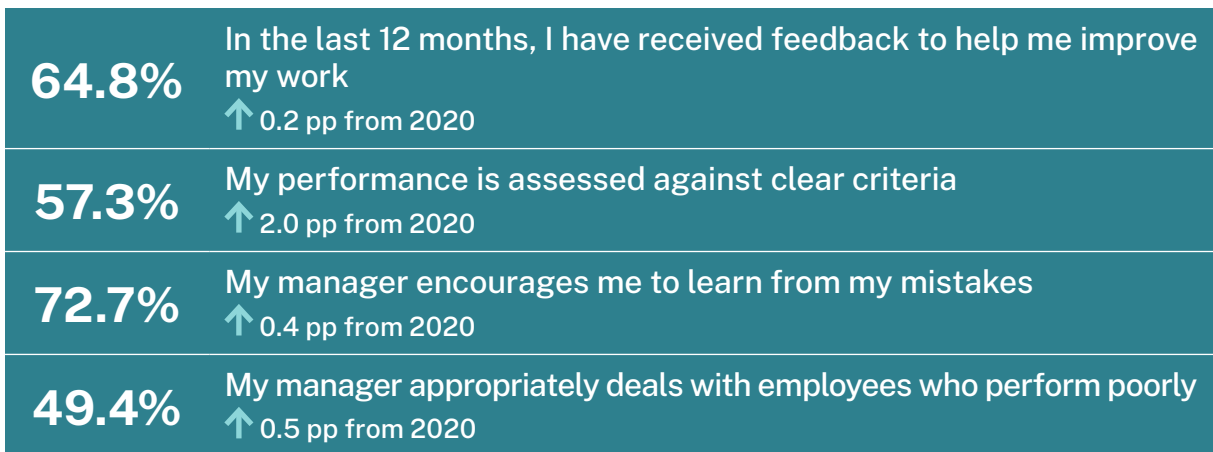 64.8%
In the last 12 months, I have received feedback to help me improve
my work
↑ 0.2 pp from 2020
57.3%
My performance is assessed against clear criteria
↑ 2.0 pp from 2020
72.7%
My manager encourages me to learn from my mistakes
↑ 0.4 pp from 2020
49.4%
My manager appropriately deals with employees who perform poorly
↑ 0.5 pp from 2020